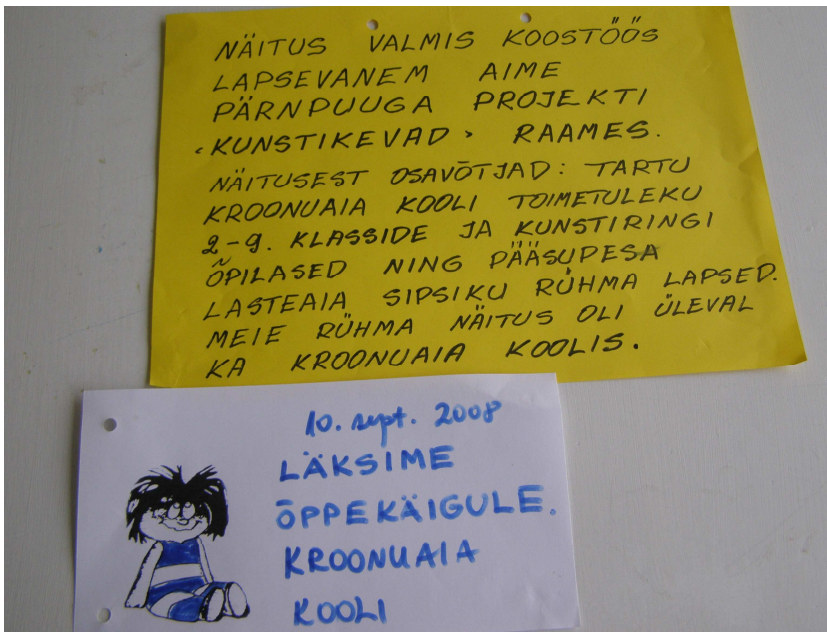 NÄITUS VALMIS KOOSTÖÖS
LAPSEVANEM AIME
PÄRNPUUGA PROJEKTI
"KUNSTIKEVAD" RAAMES.
NÄITUSEST OSAVÕTJAD: TARTU
KROONUAIA KOOLI TOIMETULEKU
2-9. KLASSIDE JA KUNSTIRINGI
ÕPILASED NING PÄÄSUPESA
LASTEAIA SIPSIKU RÜHMA LAPSED.
MEIE RÜHMA NÄITUS OLI ÜLEVAL
KA KROONUAIA KOOLIS.
10. sept. 2008
LÄKSIME
ÕPPEKÄIGULE.
KROONUAIA
KOOLI